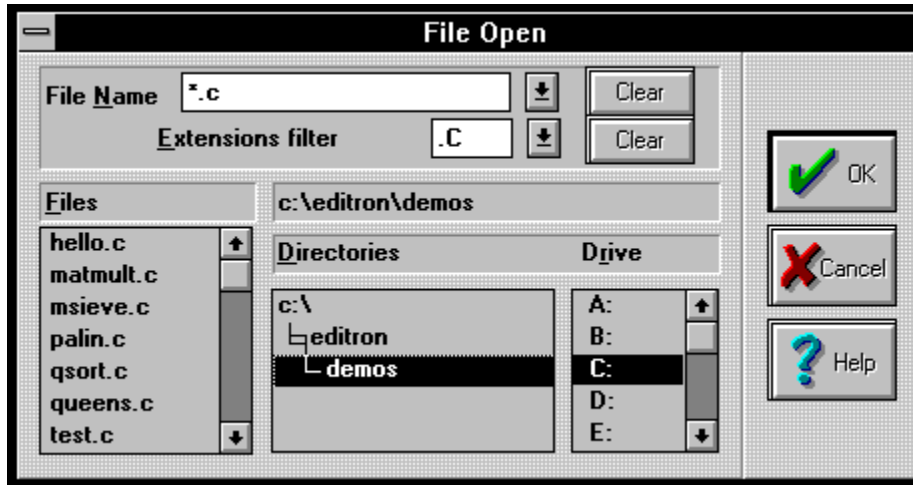 File Open
File Name *.c Clear
Extensions filter .C Clear
Files
c:\editron\demos
hello.c
matmult.c
msieve.c
palin.c
qsort.c
queens.c
test.c
Directories Drive
c:\
editron
demos
A:
B:
C:
D:
E:
OK
Cancel
Help